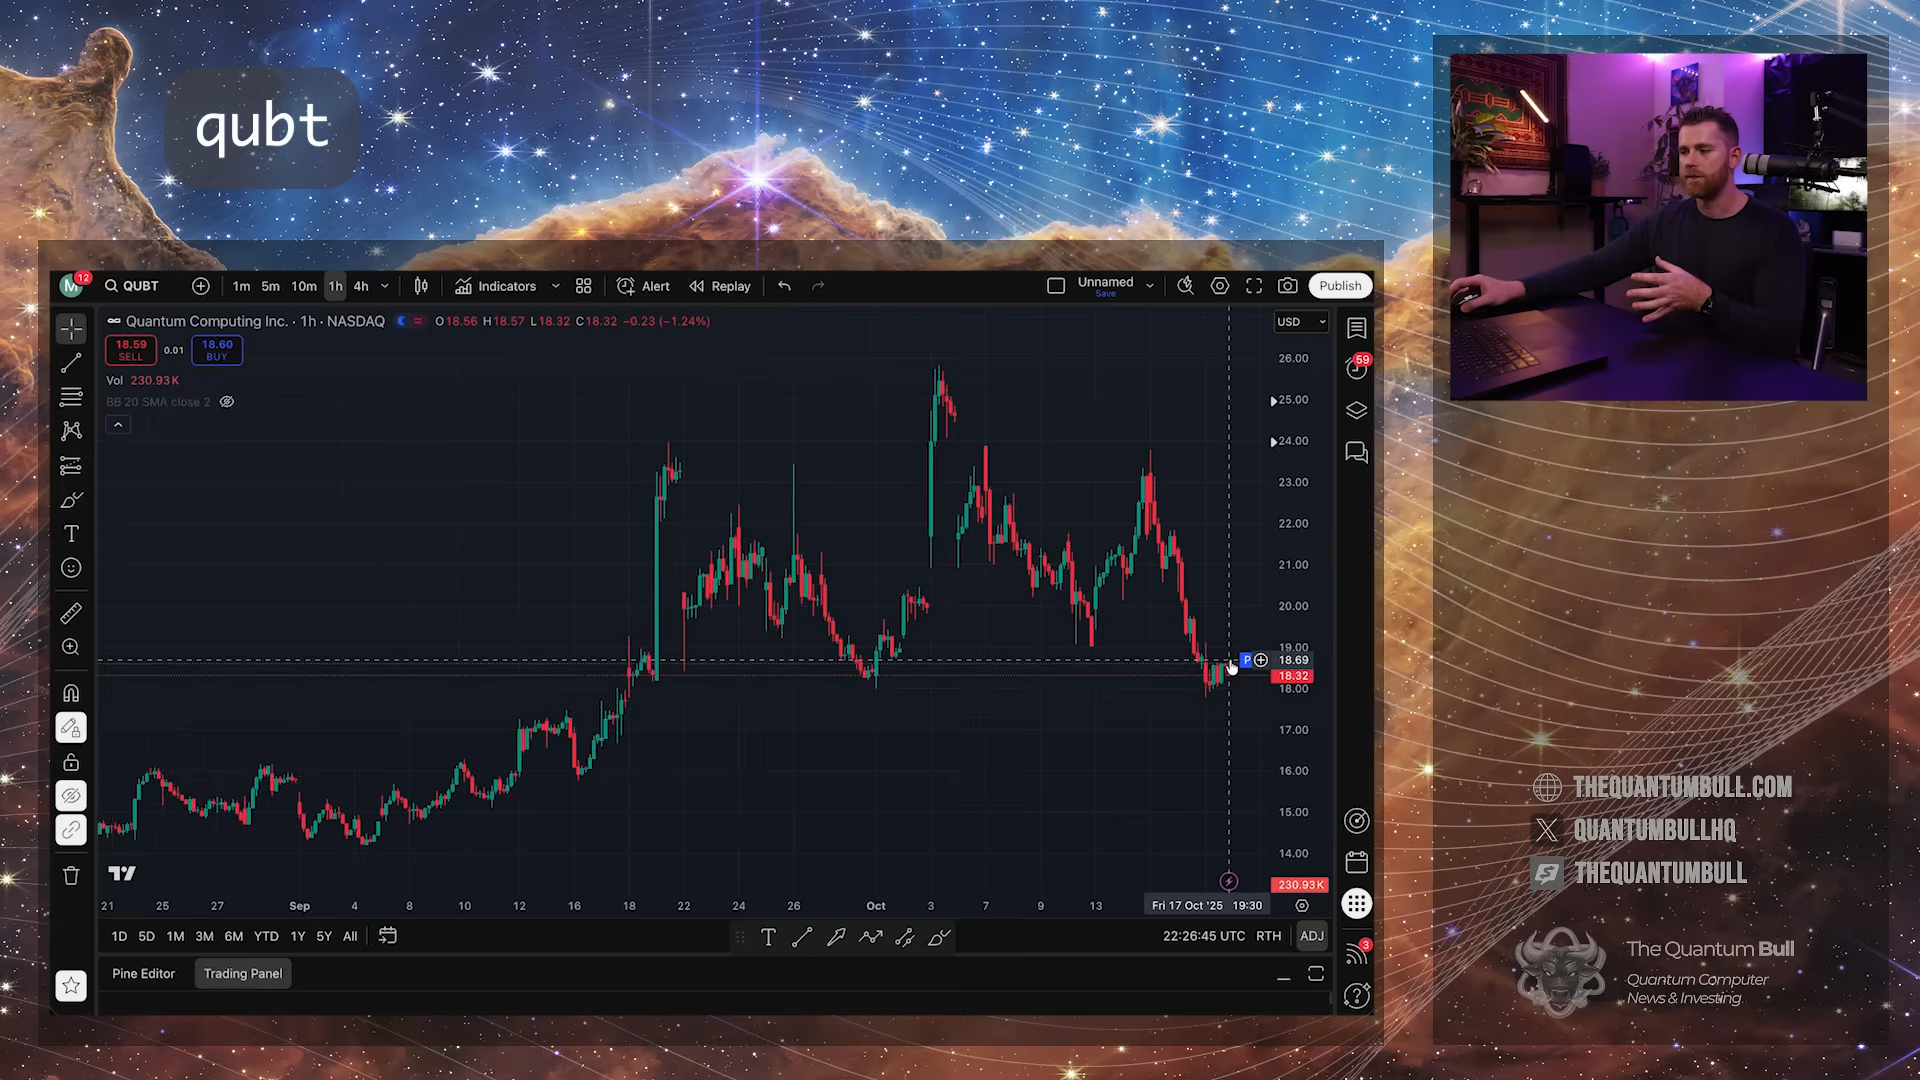 qubt
M 12 QUBT 1m 5m 10m 1h 4h Indicators Alert Replay Unnamed Save Publish
Quantum Computing Inc. · 1h · NASDAQ O18.56 H18.57 L18.32 C18.32 −0.23 (−1.24%)
USD
18.59 SELL 0.01 18.60 BUY
Vol 230.93K
BB 20 SMA close 2
59
26.00
25.00
24.00
23.00
22.00
21.00
20.00
19.00
P 18.69
18.32
18.00
17.00
16.00
15.00
14.00
230.93K
21 25 27 Sep 4 8 10 12 16 18 22 24 26 Oct 3 7 9 13 Fri 17 Oct '25 19:30
1D 5D 1M 3M 6M YTD 1Y 5Y All 22:26:45 UTC RTH ADJ
3
Pine Editor Trading Panel
THEQUANTUMBULL.COM
QUANTUMBULLHQ
THEQUANTUMBULL
The Quantum Bull
Quantum Computer
News & Investing